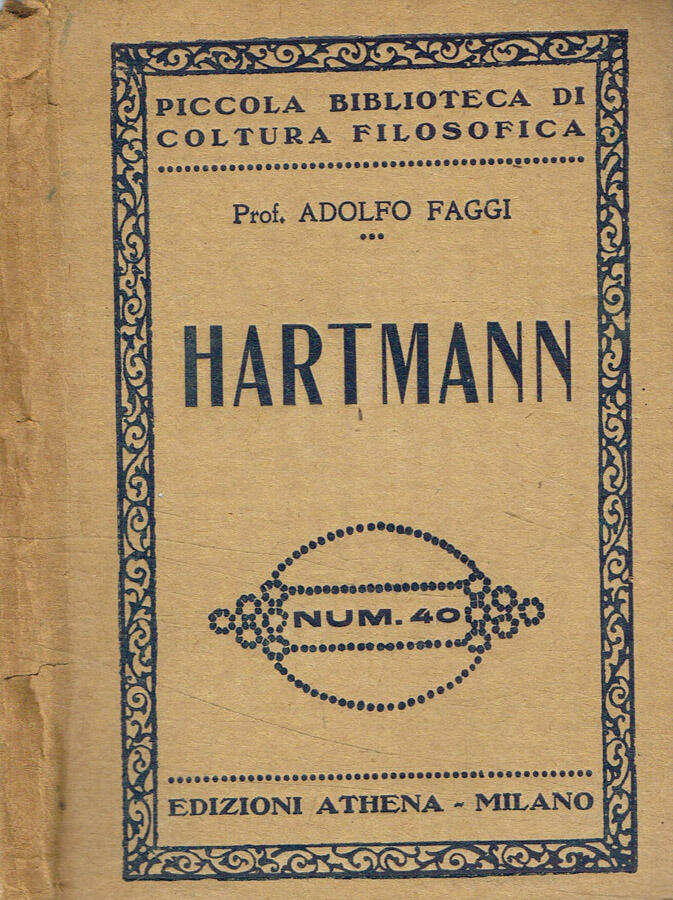 PICCOLA BIBLIOTECA DI
COLTURA FILOSOFICA
Prof. ADOLFO FAGGI
HARTMANN
NUM. 40
EDIZIONI ATHENA - MILANO